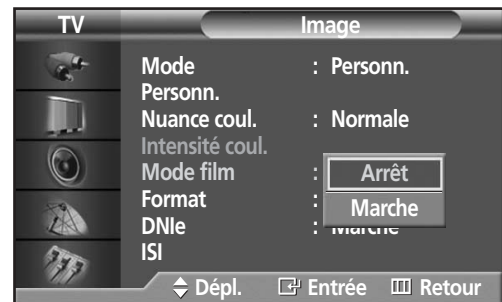 TV Image
Mode : Personn.
Personn.
Nuance coul. : Normale
Intensité coul.
Mode film : Arrêt
Format : Marche
DNIe : Marche
ISI
Dépl. Entrée Retour